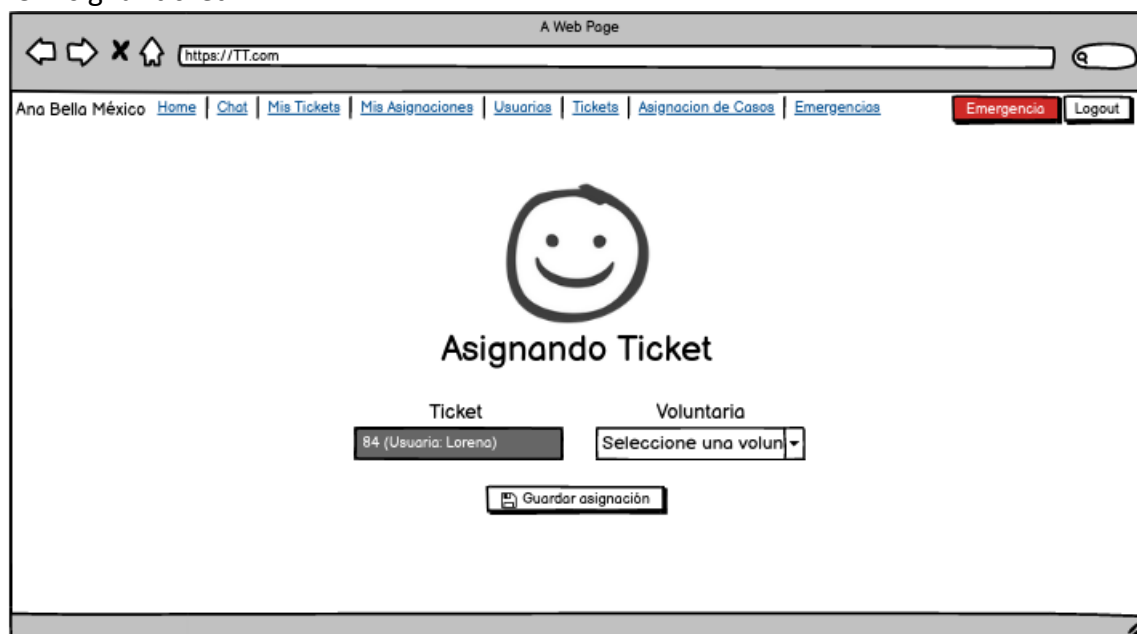 A Web Page
https://TT.com
Ana Bella México Home | Chat | Mis Tickets | Mis Asignaciones | Usuarias | Tickets | Asignacion de Casos | Emergencias Emergencia Logout
Asignando Ticket
Ticket Voluntaria
84 (Usuaria: Lorena) Seleccione una volun
Guardar asignación